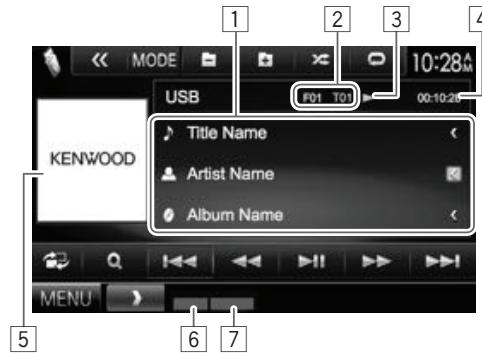 1 2 3 4
MODE 10:28AM
USB F01 T01 00:10:28
Title Name
KENWOOD
Artist Name
Album Name
MENU
5 6 7